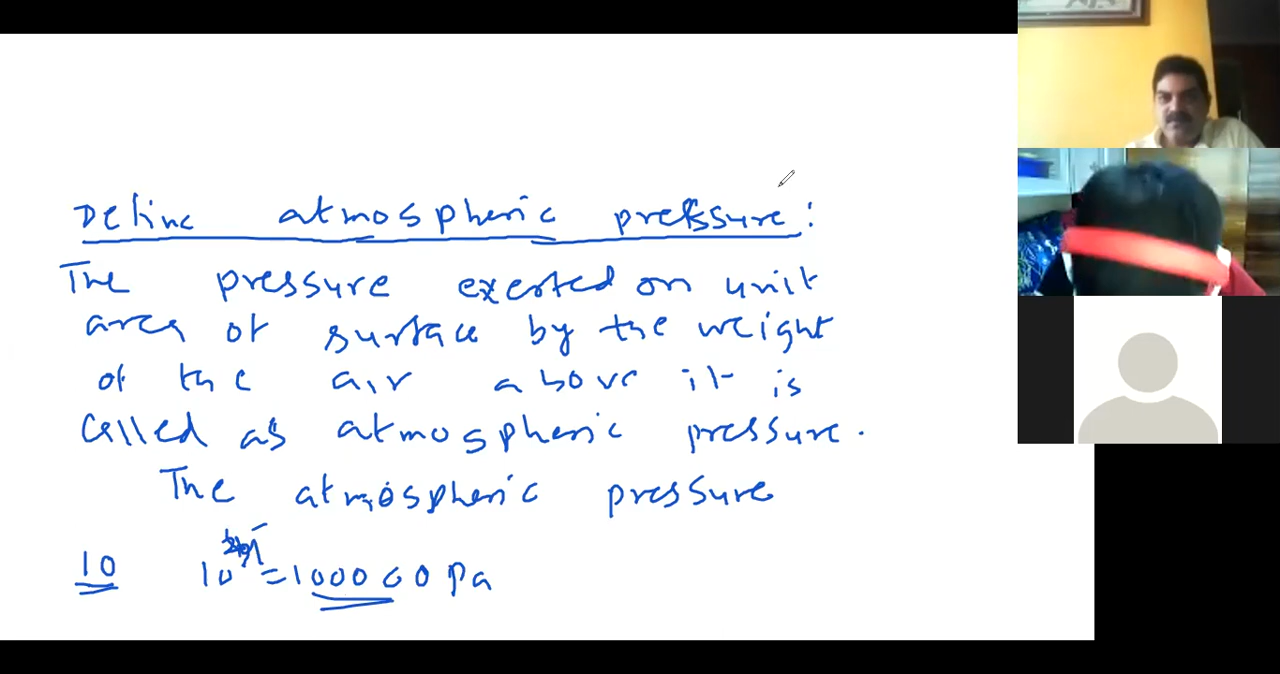 Define atmospheric pressure:
The pressure exerted on unit
area of surface by the weight
of the air above it is
called as atmospheric pressure.
The atmospheric pressure
10 10 = 100000 Pa